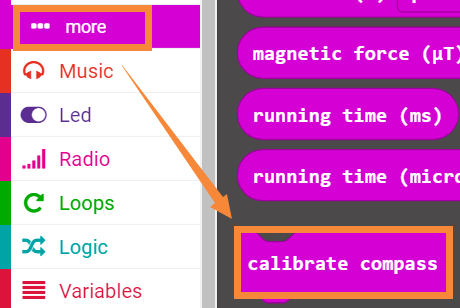 more
Music
Led
Radio
Loops
Logic
Variables
magnetic force (μT)
running time (ms)
running time (micro
calibrate compass